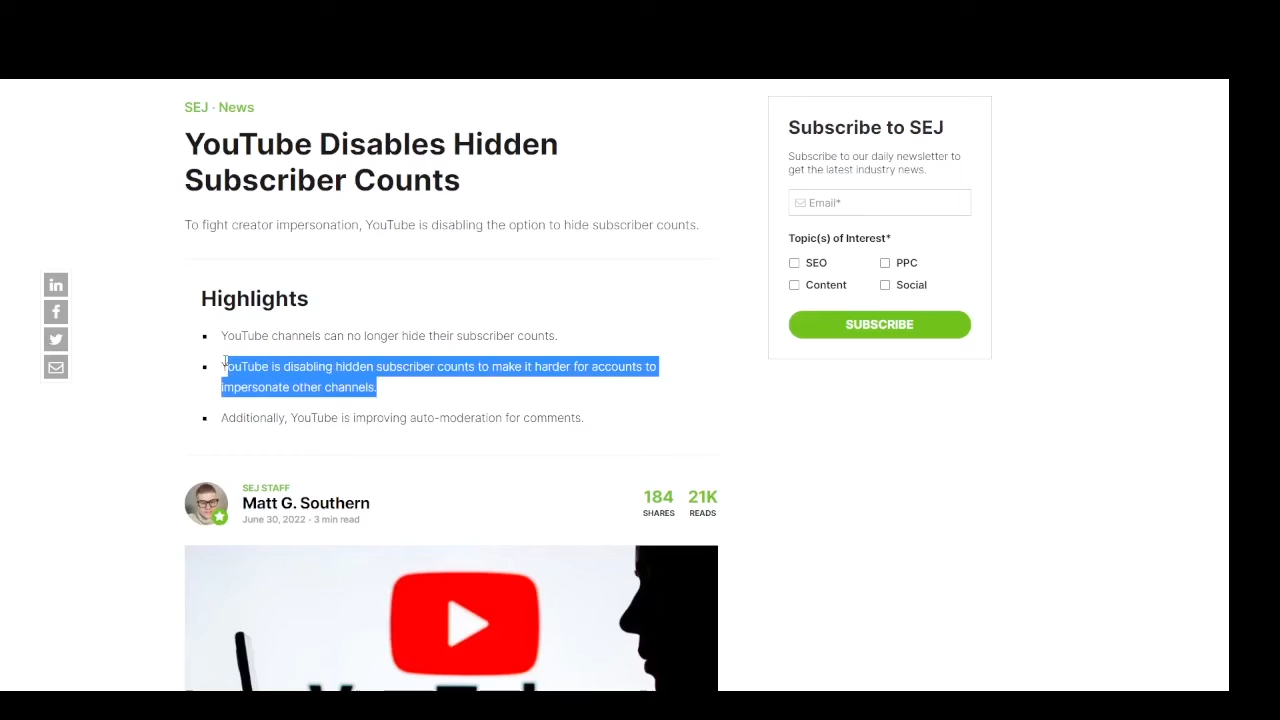 SEJ · News
YouTube Disables Hidden
Subscriber Counts
To fight creator impersonation, YouTube is disabling the option to hide subscriber counts.
Highlights
▪ YouTube channels can no longer hide their subscriber counts.
▪ YouTube is disabling hidden subscriber counts to make it harder for accounts to
impersonate other channels.
▪ Additionally, YouTube is improving auto-moderation for comments.
SEJ STAFF
Matt G. Southern
June 30, 2022 · 3 min read
184 21K
SHARES READS
Subscribe to SEJ
Subscribe to our daily newsletter to
get the latest industry news.
Email*
Topic(s) of Interest*
SEO PPC
Content Social
SUBSCRIBE